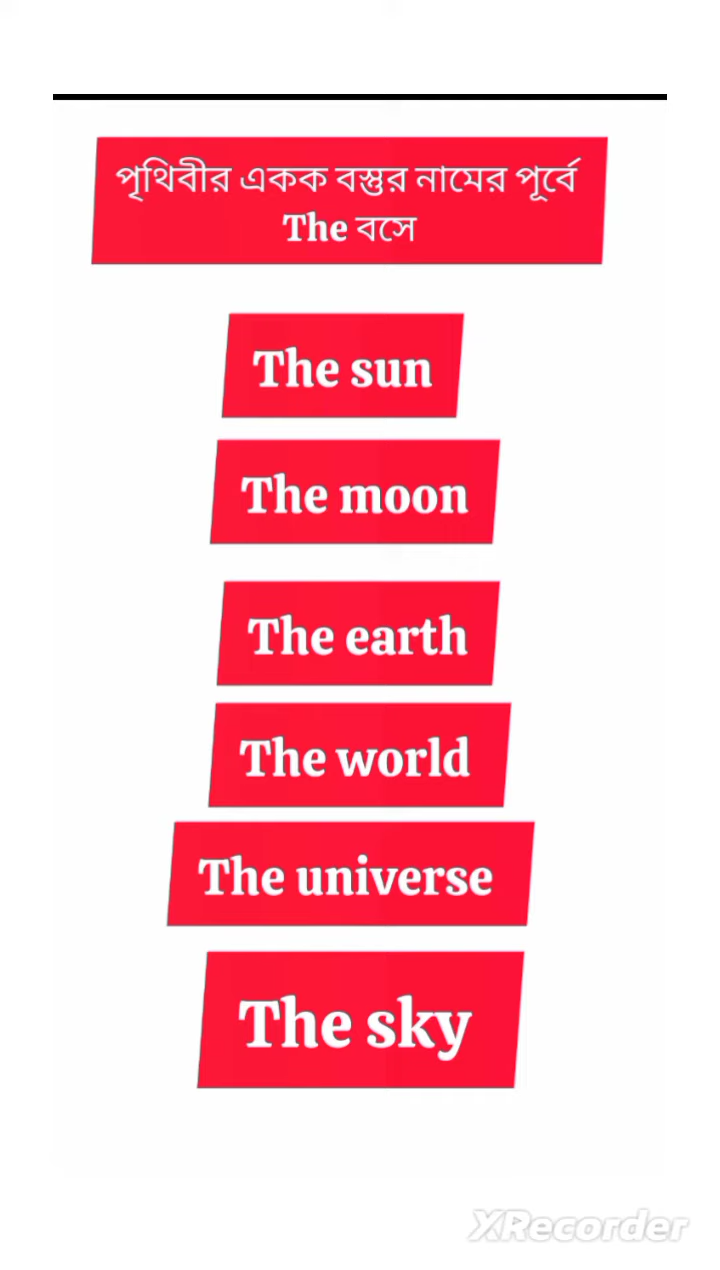 পৃথিবীর একক বস্তুর নামের পূর্বে
The বসে
The sun
The moon
The earth
The world
The universe
The sky
XRecorder